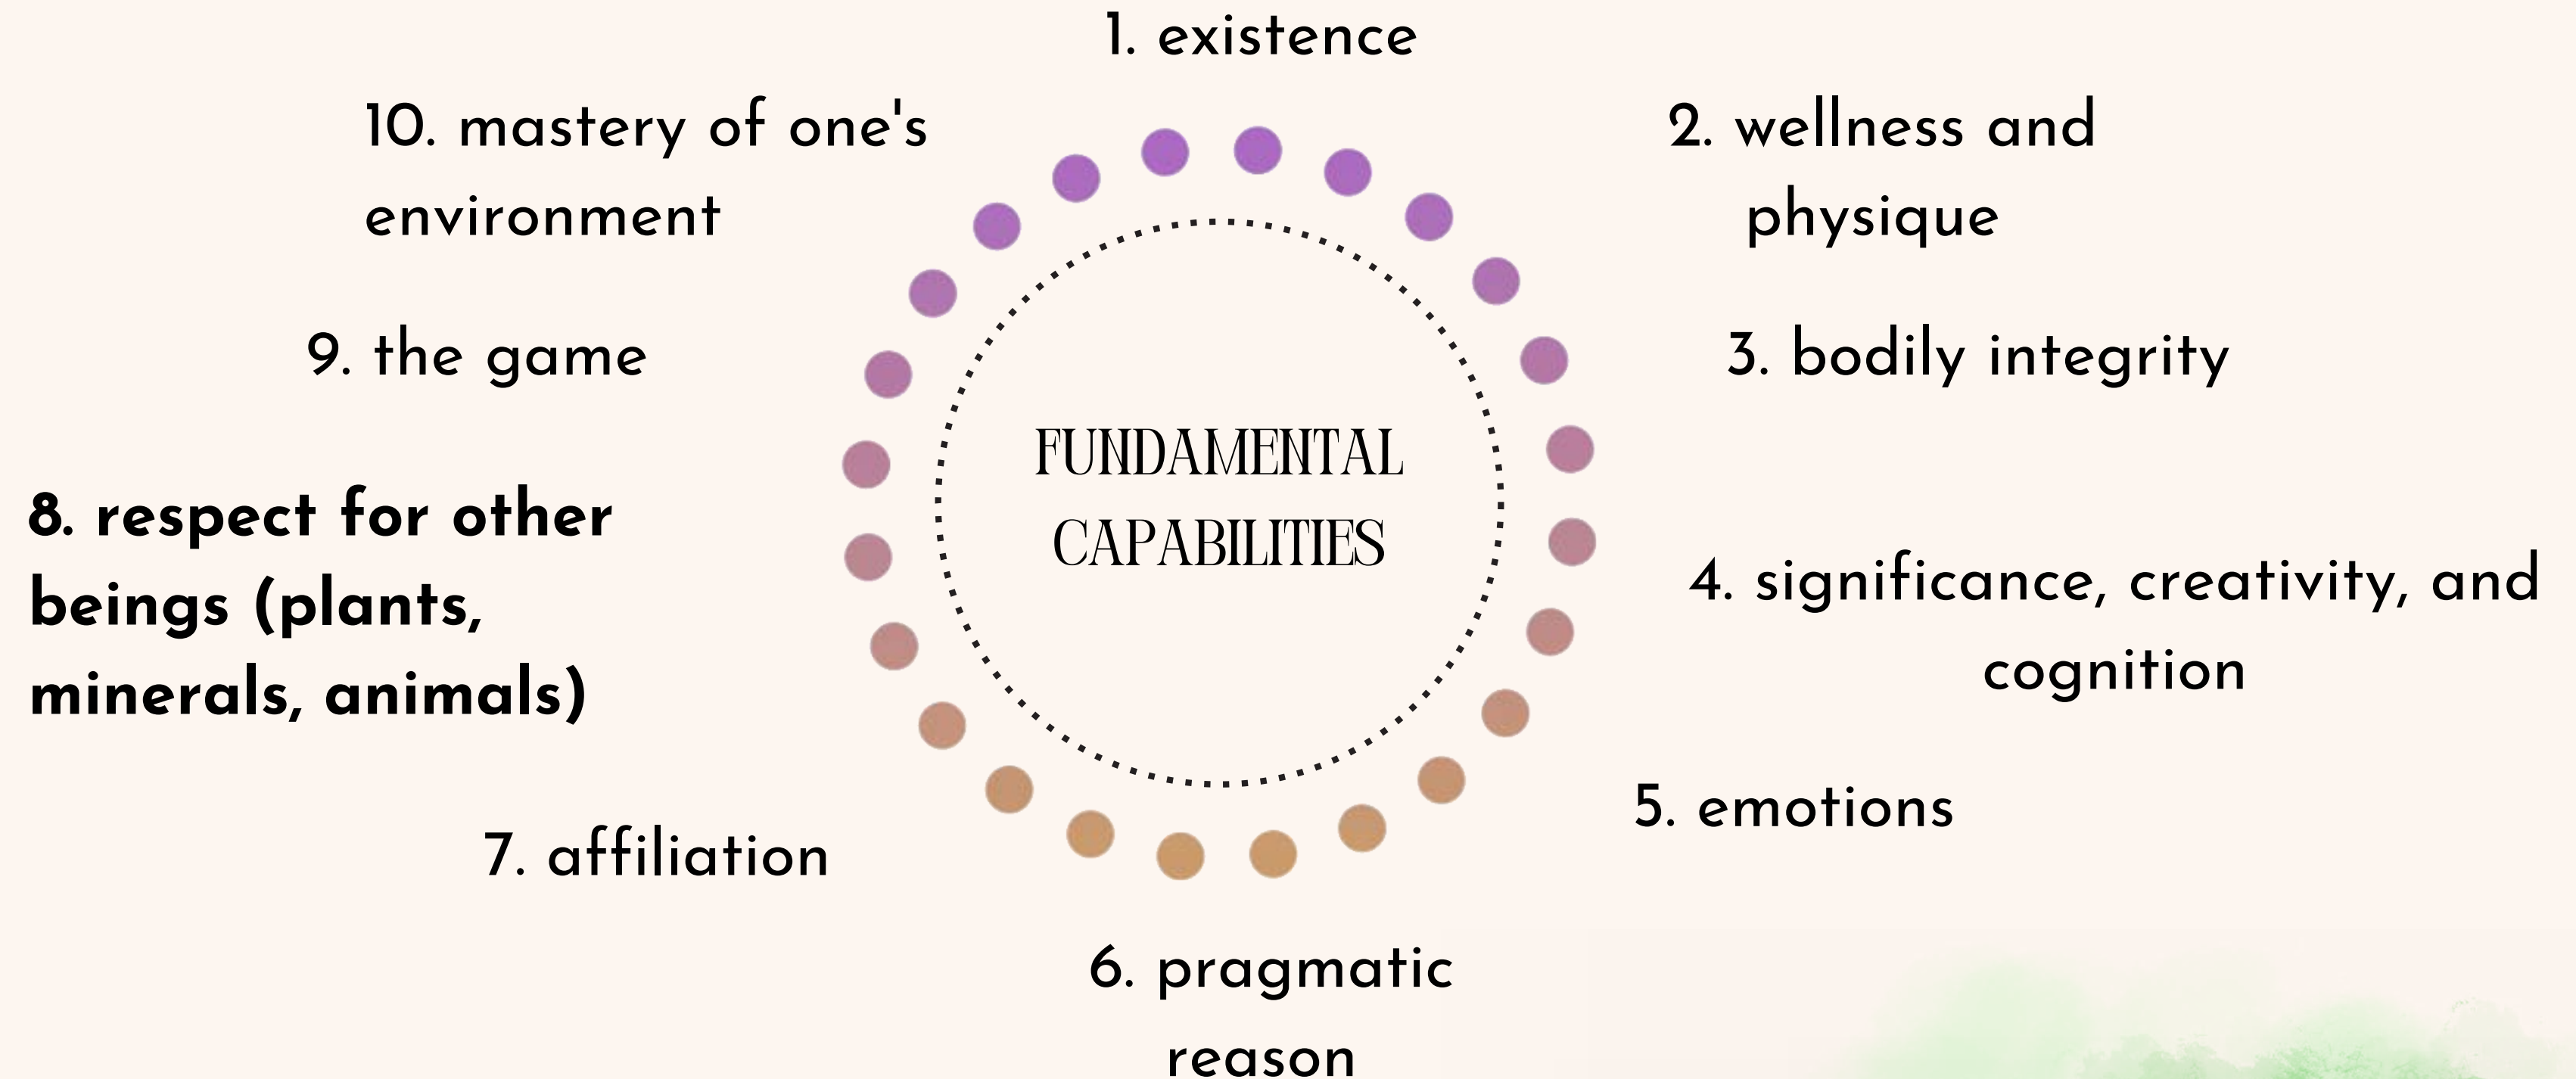 1. existence
2. wellness and
physique
3. bodily integrity
4. significance, creativity, and
cognition
5. emotions
6. pragmatic
reason
7. affiliation
8. respect for other
beings (plants,
minerals, animals)
9. the game
10. mastery of one's
environment
FUNDAMENTAL
CAPABILITIES